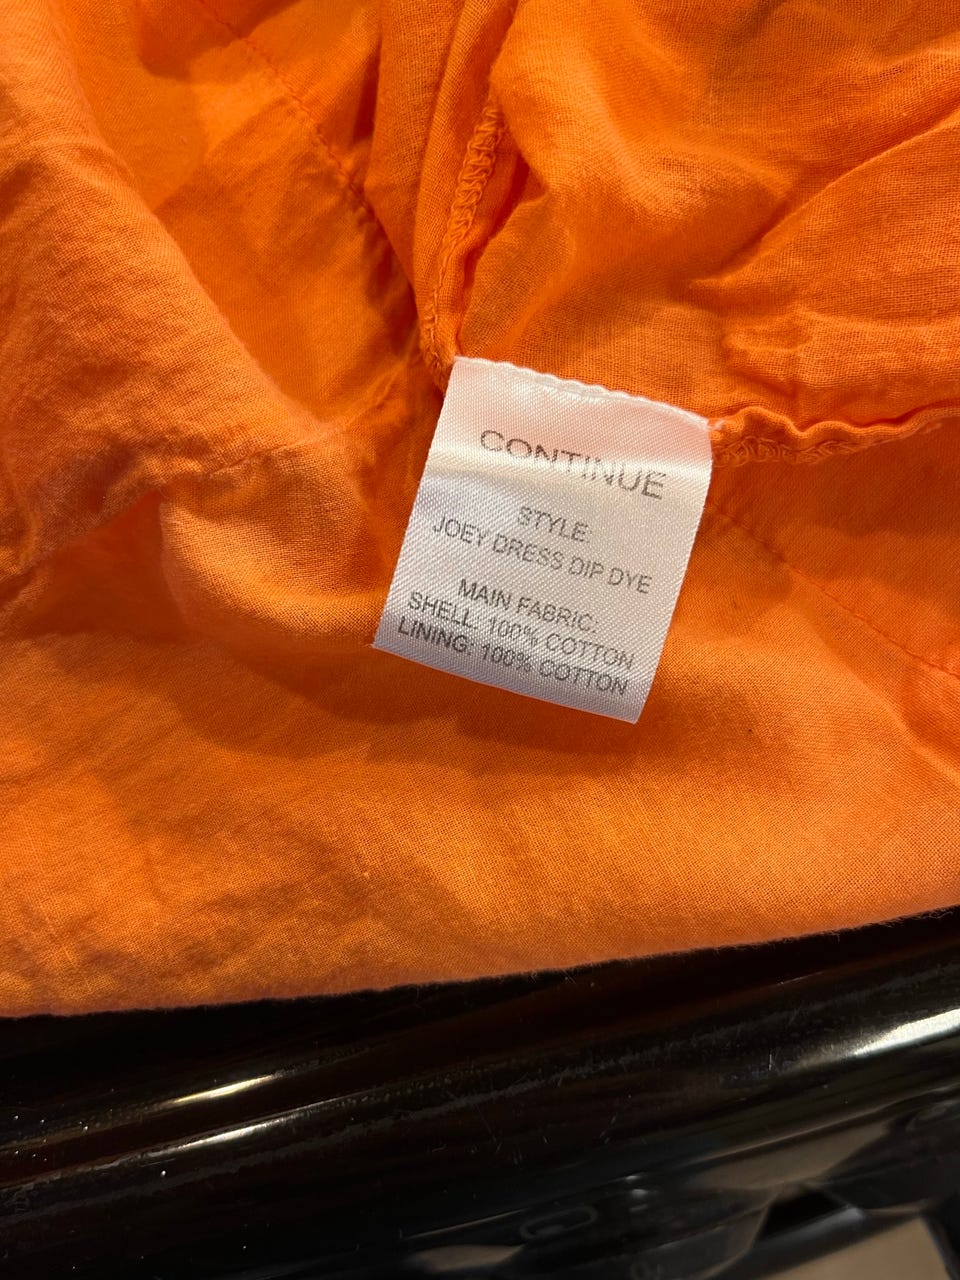 CONTINUE
STYLE:
JOEY DRESS DIP DYE
MAIN FABRIC:
SHELL: 100% COTTON
LINING: 100% COTTON